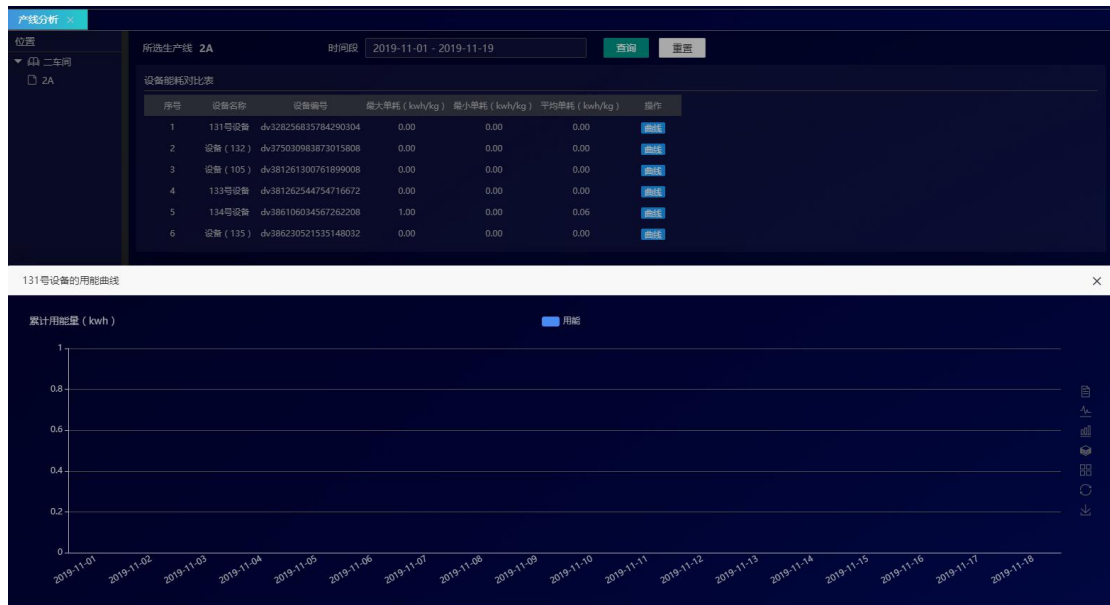 产线分析 ×
位置
二车间
2A
所选生产线 2A 时间段 2019-11-01 - 2019-11-19 查询 重置
设备能耗对比表
序号 设备名称 设备编号 最大单耗（kwh/kg） 最小单耗（kwh/kg） 平均单耗（kwh/kg） 操作
1 131号设备 dv328256835784290304 0.00 0.00 0.00 曲线
2 设备（132） dv375030983873015808 0.00 0.00 0.00 曲线
3 设备（105） dv381261300761899008 0.00 0.00 0.00 曲线
4 133号设备 dv381262544754716672 0.00 0.00 0.00 曲线
5 134号设备 dv386106034567262208 1.00 0.00 0.06 曲线
6 设备（135） dv386230521535148032 0.00 0.00 0.00 曲线
131号设备的用能曲线 ×
累计用能量（kwh） 用能
1
0.8
0.6
0.4
0.2
0
2019-11-01 2019-11-02 2019-11-03 2019-11-04 2019-11-05 2019-11-06 2019-11-07 2019-11-08 2019-11-09 2019-11-10 2019-11-11 2019-11-12 2019-11-13 2019-11-14 2019-11-15 2019-11-16 2019-11-17 2019-11-18